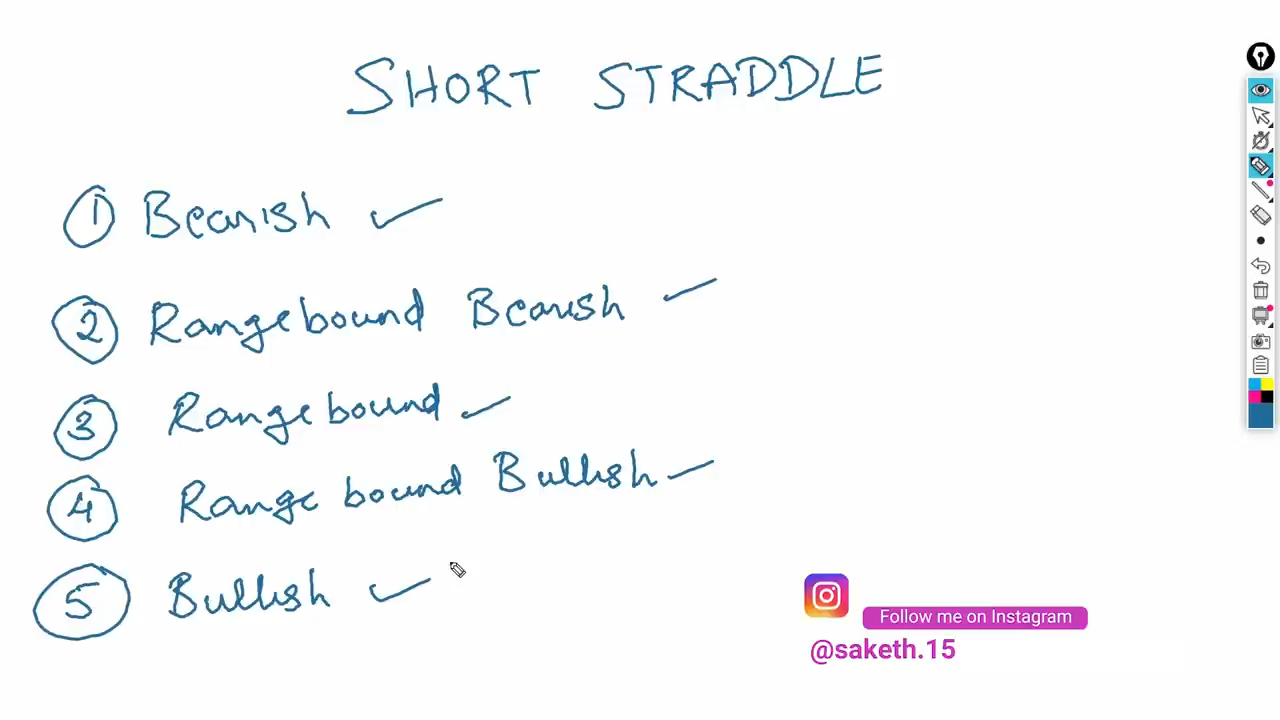 SHORT STRADDLE
1 Bearish
2 Rangebound Bearish
3 Rangebound
4 Range bound Bullish
5 Bullish
Follow me on Instagram
@saketh.15